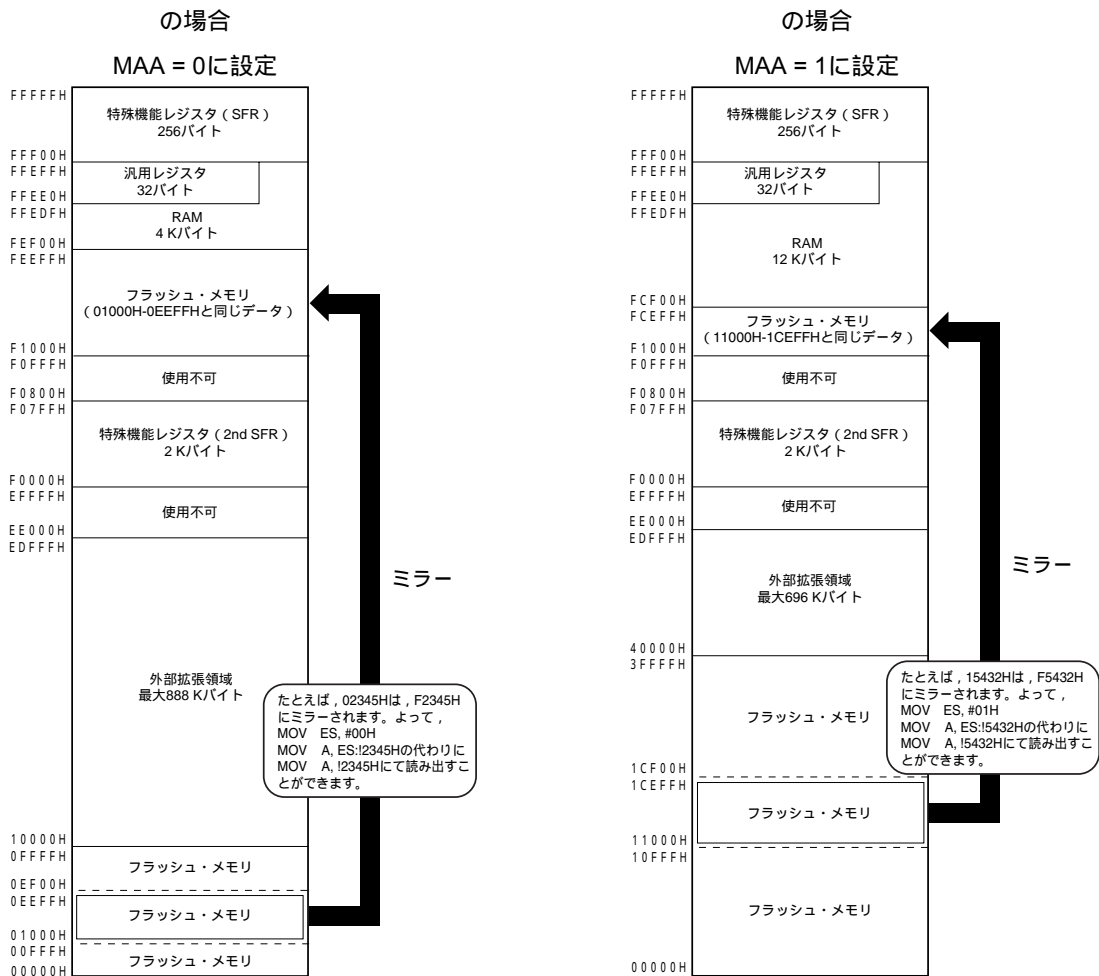 の場合
MAA = 0に設定
FFFFFH
特殊機能レジスタ（SFR）
256バイト
FFF00H
FFEFFH
汎用レジスタ
32バイト
FFEE0H
FFEDFH
RAM
4 Kバイト
FEF00H
FEEFFH
フラッシュ・メモリ
（01000H-0EEFFHと同じデータ）
F1000H
F0FFFH
使用不可
F0800H
F07FFH
特殊機能レジスタ（2nd SFR）
2 Kバイト
F0000H
EFFFFH
使用不可
EE000H
EDFFFH
ミラー
外部拡張領域
最大888 Kバイト
たとえば，02345Hは，F2345H
にミラーされます。よって，
MOV ES, #00H
MOV A, ES:!2345Hの代わりに
MOV A, !2345Hにて読み出すこ
とができます。
10000H
0FFFFH
フラッシュ・メモリ
0EF00H
0EEFFH
フラッシュ・メモリ
01000H
00FFFH
フラッシュ・メモリ
00000H
の場合
MAA = 1に設定
FFFFFH
特殊機能レジスタ（SFR）
256バイト
FFF00H
FFEFFH
汎用レジスタ
32バイト
FFEE0H
FFEDFH
RAM
12 Kバイト
FCF00H
FCEFFH
フラッシュ・メモリ
（11000H-1CEFFHと同じデータ）
F1000H
F0FFFH
使用不可
F0800H
F07FFH
特殊機能レジスタ（2nd SFR）
2 Kバイト
F0000H
EFFFFH
使用不可
EE000H
EDFFFH
ミラー
外部拡張領域
最大696 Kバイト
40000H
3FFFFH
フラッシュ・メモリ
たとえば，15432Hは，F5432H
にミラーされます。よって，
MOV ES, #01H
MOV A, ES:!5432Hの代わりに
MOV A, !5432Hにて読み出すこ
とができます。
1CF00H
1CEFFH
フラッシュ・メモリ
11000H
10FFFH
フラッシュ・メモリ
00000H